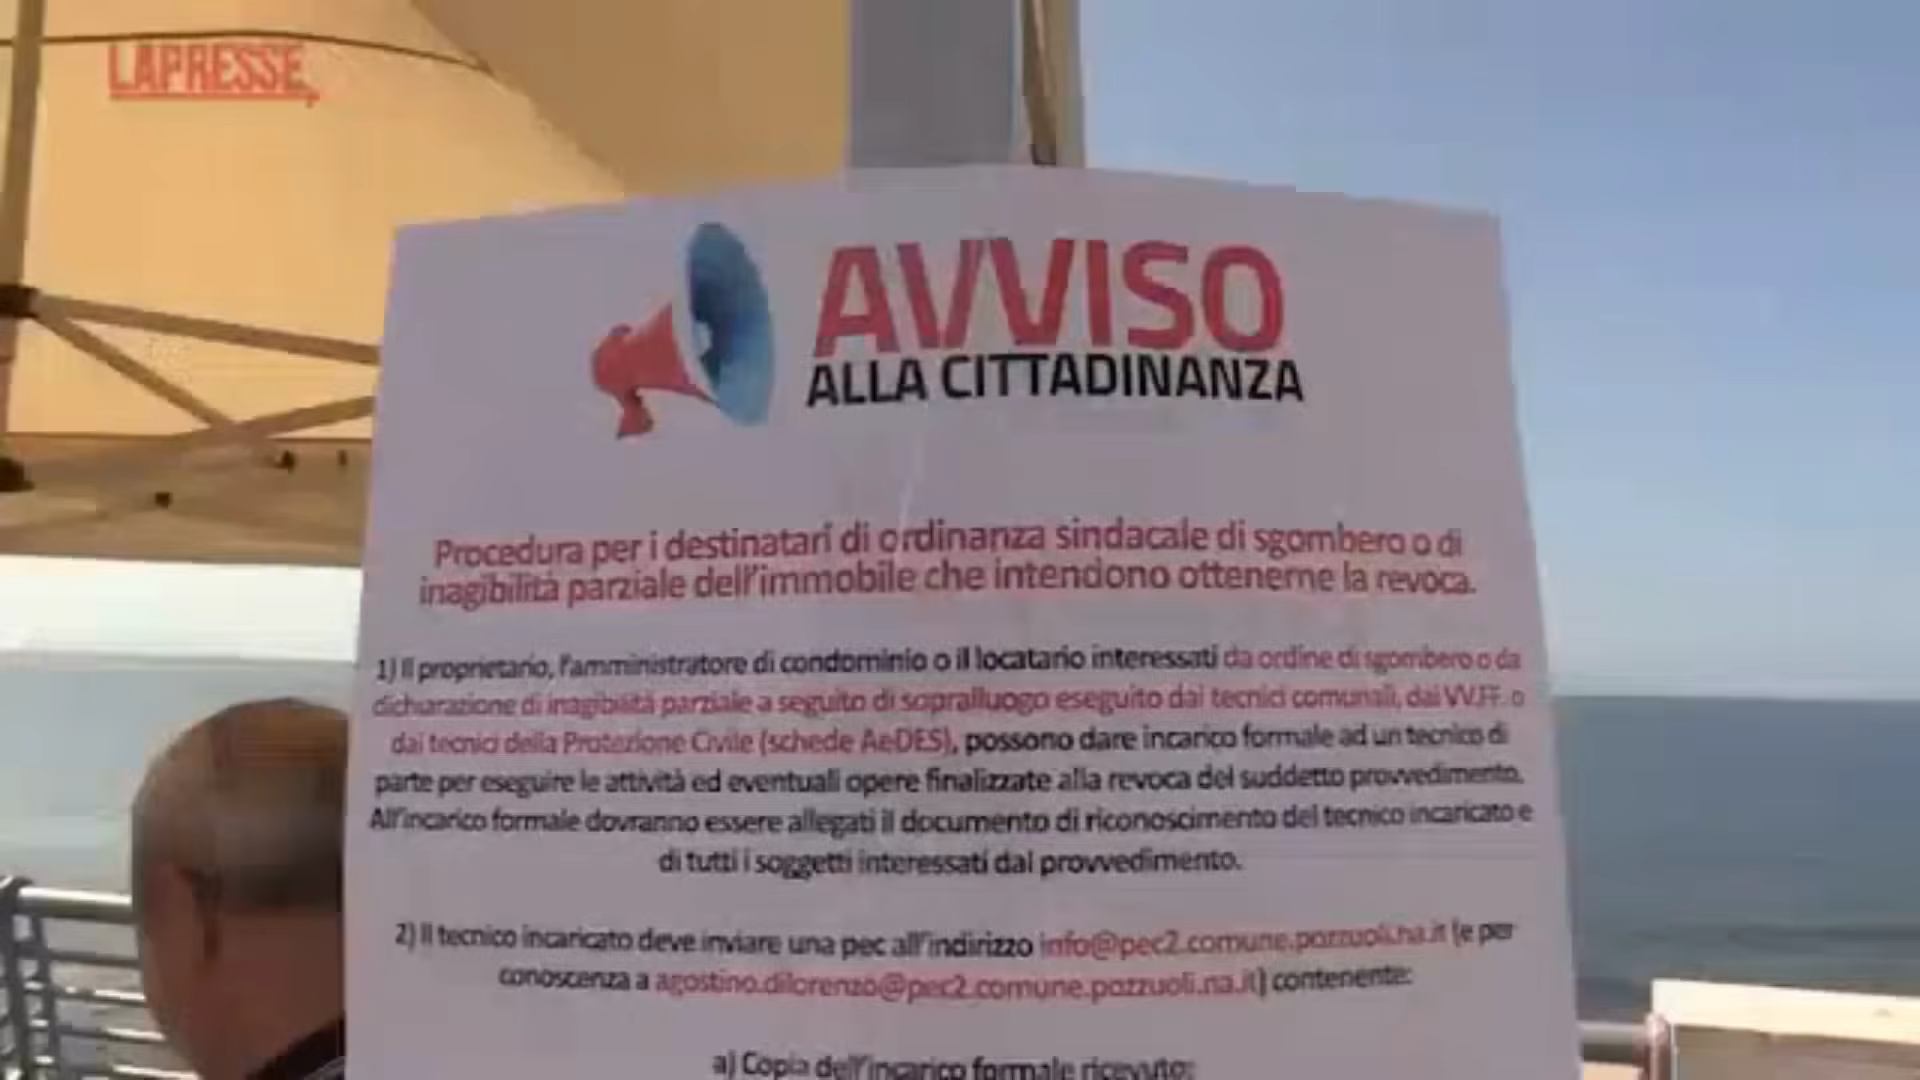 LAPRESSE
AVVISO
ALLA CITTADINANZA
Procedura per i destinatari di ordinanza sindacale di sgombero o di
inagibilità parziale dell'immobile che intendono ottenerne la revoca.
1) Il proprietario, l'amministratore di condominio o il locatario interessati da ordine di sgombero o da
dichiarazione di inagibilità parziale a seguito di sopralluogo eseguito dai tecnici comunali, dai VV.FF. o
dai tecnici della Protezione Civile (schede AeDES), possono dare incarico formale ad un tecnico di
parte per eseguire le attività ed eventuali opere finalizzate alla revoca del suddetto provvedimento.
All'incarico formale dovranno essere allegati il documento di riconoscimento del tecnico incaricato e
di tutti i soggetti interessati dal provvedimento.
2) Il tecnico incaricato deve inviare una pec all'indirizzo info@pec2.comune.pozzuoli.na.it (e per
conoscenza a agostino.dilorenzo@pec2.comune.pozzuoli.na.it) contenente:
a) Copia dell'incarico formale ricevuto;